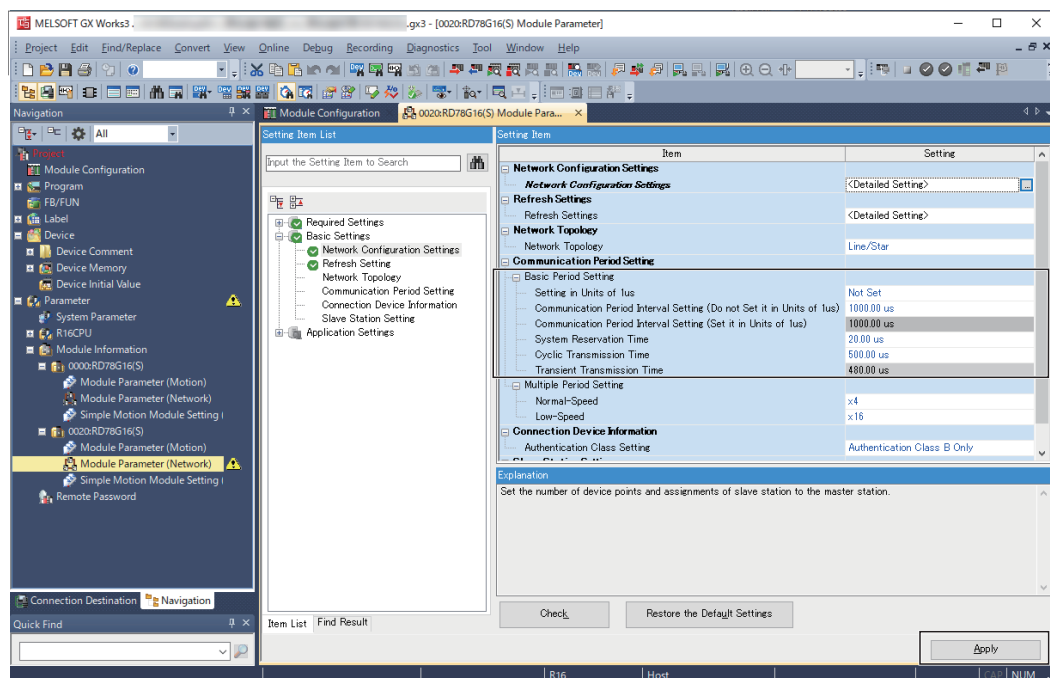 MELSOFT GX Works3 .gx3 - [0020:RD78G16(S) Module Parameter]
Project Edit Find/Replace Convert View Online Debug Recording Diagnostics Tool Window Help
Navigation
Module Configuration
0020:RD78G16(S) Module Para...
All
Project
Module Configuration
Program
FB/FUN
Label
Device
Device Comment
Device Memory
Device Initial Value
Parameter
System Parameter
R16CPU
Module Information
0000:RD78G16(S)
Module Parameter (Motion)
Module Parameter (Network)
Simple Motion Module Setting (
0020:RD78G16(S)
Module Parameter (Motion)
Module Parameter (Network)
Simple Motion Module Setting (
Remote Password
Connection Destination Navigation
Quick Find
Setting Item List
Input the Setting Item to Search
Required Settings
Basic Settings
Network Configuration Settings
Refresh Setting
Network Topology
Communication Period Setting
Connection Device Information
Slave Station Setting
Application Settings
Item List Find Result
Setting Item
Item Setting
Network Configuration Settings
Network Configuration Settings <Detailed Setting>
Refresh Settings
Refresh Settings <Detailed Setting>
Network Topology
Network Topology Line/Star
Communication Period Setting
Basic Period Setting
Setting in Units of 1us Not Set
Communication Period Interval Setting (Do not Set it in Units of 1us) 1000.00 us
Communication Period Interval Setting (Set it in Units of 1us) 1000.00 us
System Reservation Time 20.00 us
Cyclic Transmission Time 500.00 us
Transient Transmission Time 480.00 us
Multiple Period Setting
Normal-Speed x4
Low-Speed x16
Connection Device Information
Authentication Class Setting Authentication Class B Only
Explanation
Set the number of device points and assignments of slave station to the master station.
Check Restore the Default Settings
Apply
R16 Host CAP NUM